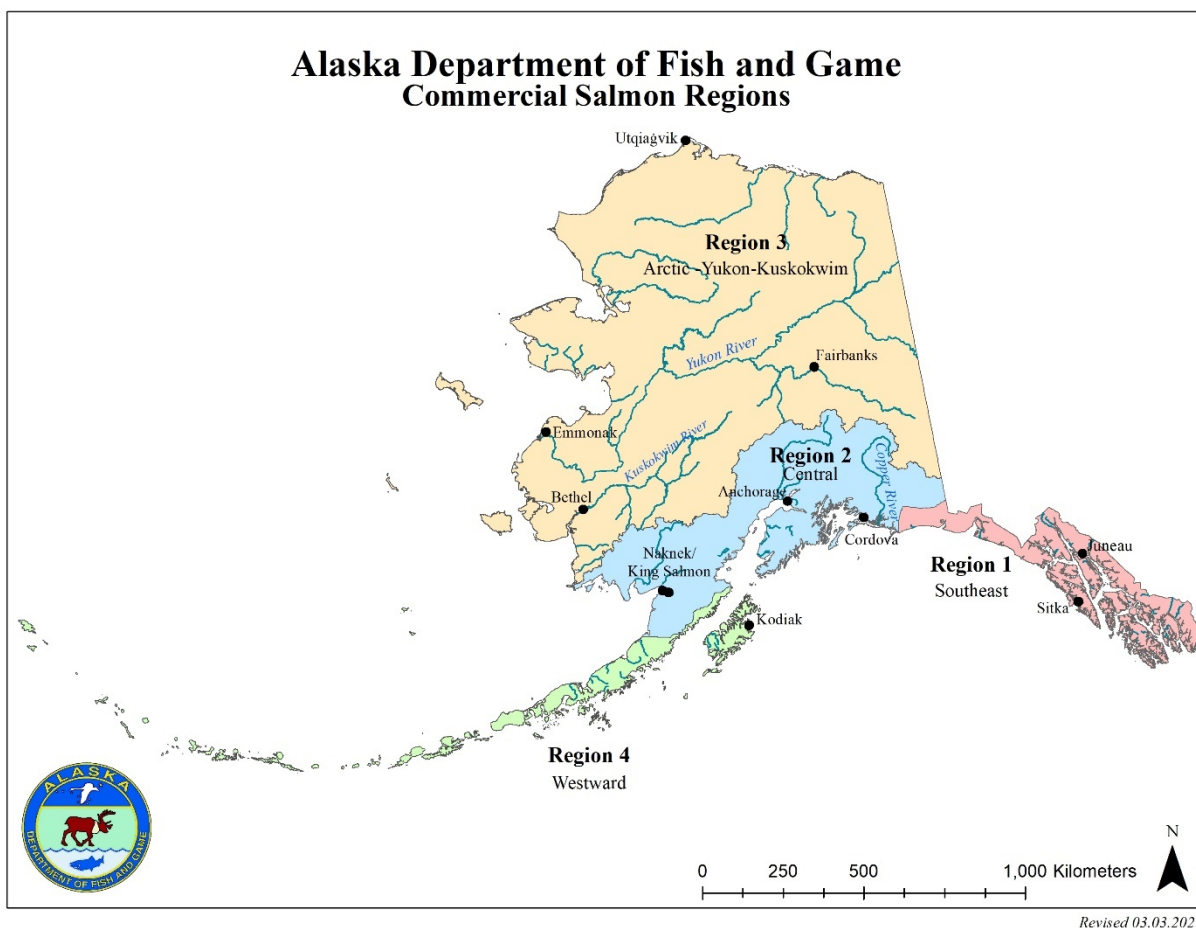 Alaska Department of Fish and Game
Commercial Salmon Regions
Utqiaġvik
Region 3
Arctic -Yukon-Kuskokwim
Yukon River
Fairbanks
Emmonak
Kuskokwim River
Region 2
Central
Copper River
Bethel
Anchorage
Cordova
Naknek/
King Salmon
Region 1
Southeast
Juneau
Sitka
Kodiak
Region 4
Westward
ALASKA
DEPARTMENT OF FISH AND GAME
N
0 250 500 1,000 Kilometers
Revised 03.03.202